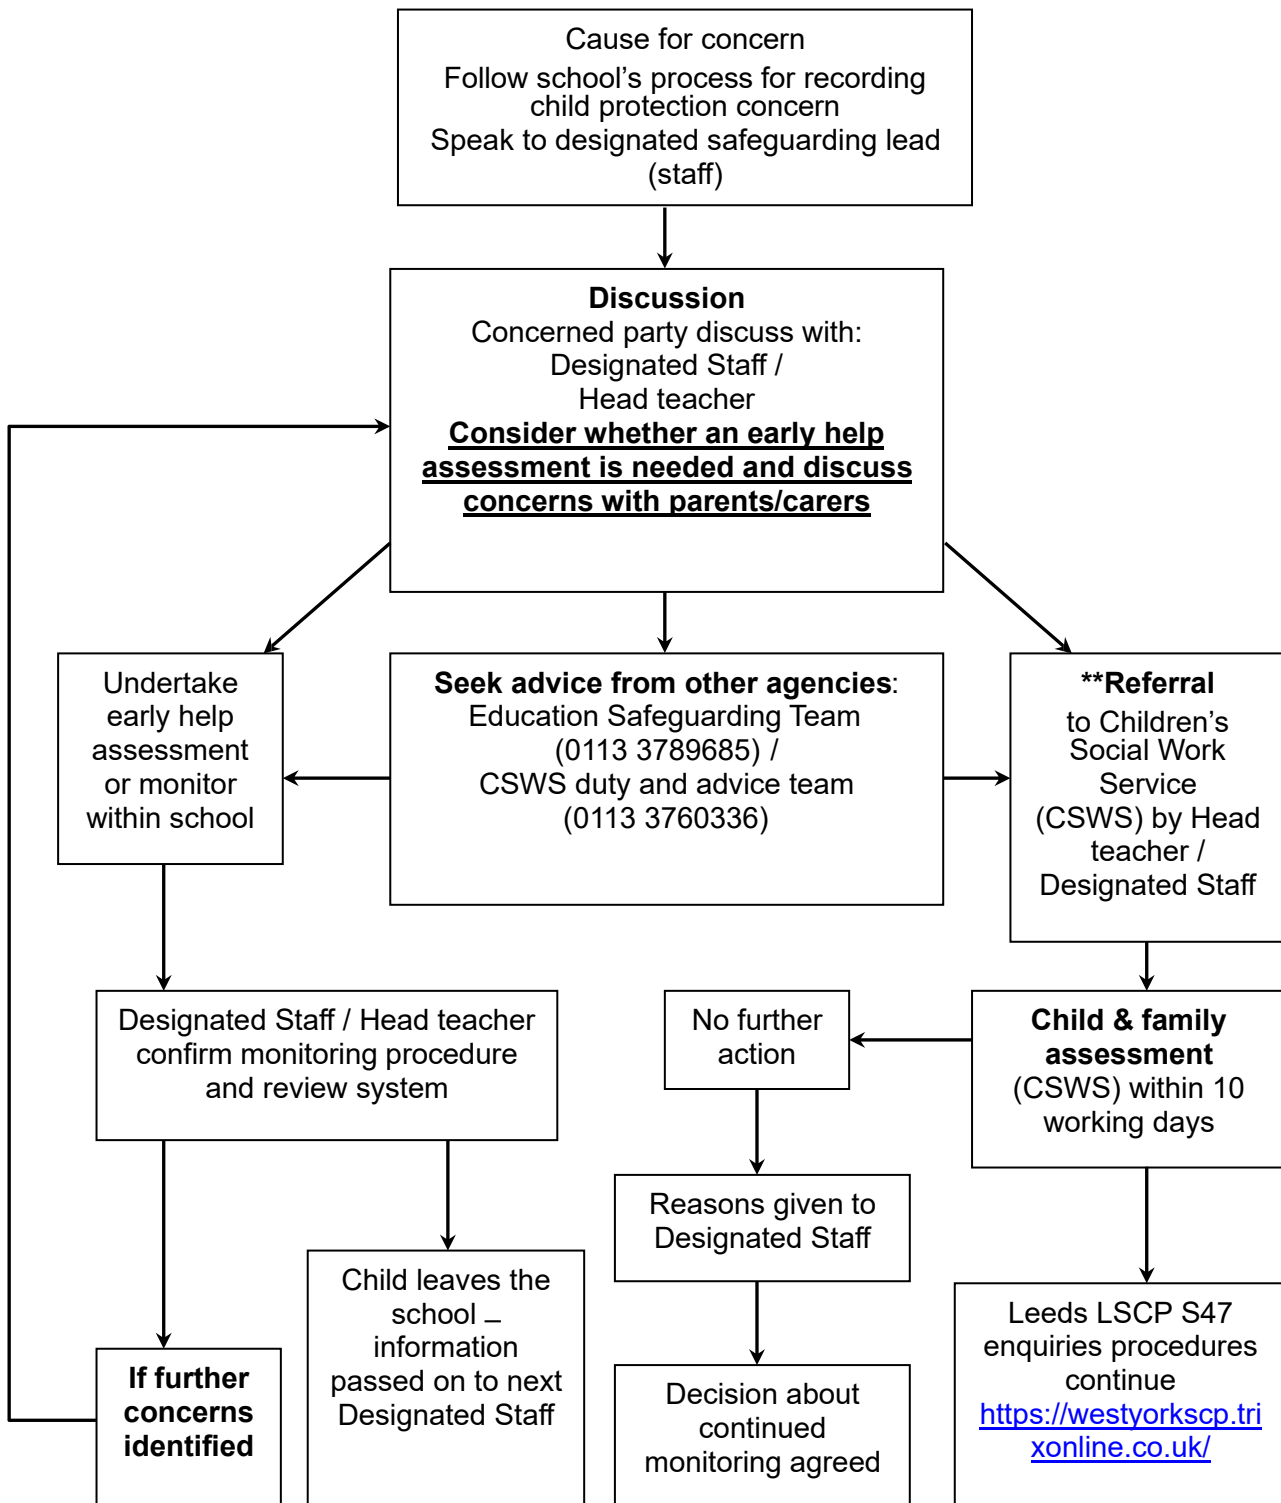 Cause for concern
Follow school’s process for recording
child protection concern
Speak to designated safeguarding lead
(staff)
Discussion
Concerned party discuss with:
Designated Staff /
Head teacher
Consider whether an early help
assessment is needed and discuss
concerns with parents/carers
Undertake
early help
assessment
or monitor
within school
Seek advice from other agencies:
Education Safeguarding Team
(0113 3789685) /
CSWS duty and advice team
(0113 3760336)
**Referral
to Children’s
Social Work
Service
(CSWS) by Head
teacher /
Designated Staff
Designated Staff / Head teacher
confirm monitoring procedure
and review system
No further
action
Child & family
assessment
(CSWS) within 10
working days
Reasons given to
Designated Staff
If further
concerns
identified
Child leaves the
school –
information
passed on to next
Designated Staff
Decision about
continued
monitoring agreed
Leeds LSCP S47
enquiries procedures
continue
https://westyorkscp.tri
xonline.co.uk/